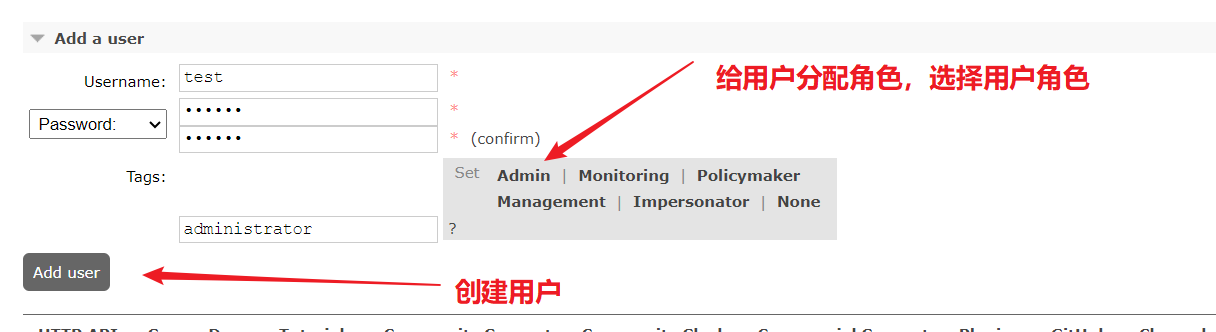 Add a user
Username: test *
给用户分配角色，选择用户角色
Password: •••••• *
•••••• * (confirm)
Tags: Set Admin | Monitoring | Policymaker
Management | Impersonator | None
administrator ?
Add user
创建用户